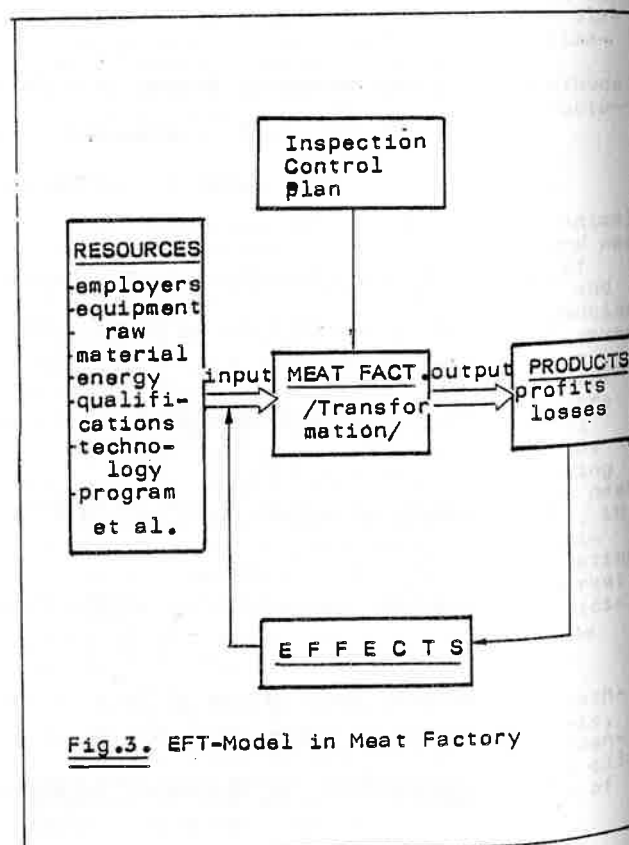 Inspection
Control
plan
RESOURCES
-employers
-equipment
- raw
-material
-energy
-qualifi-
cations
-techno-
logy
-program
et al.
input
MEAT FACT.
/Transfor
mation/
output
PRODUCTS
profits
losses
E F F E C T S
Fig.3. EFT-Model in Meat Factory